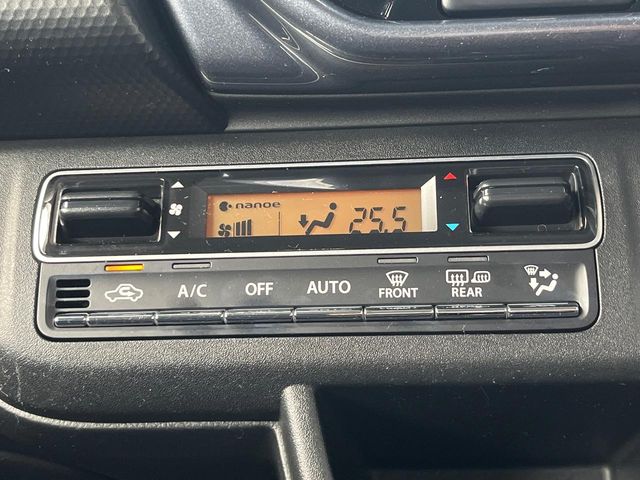 nanoe
25.5
A/C
OFF
AUTO
FRONT
REAR